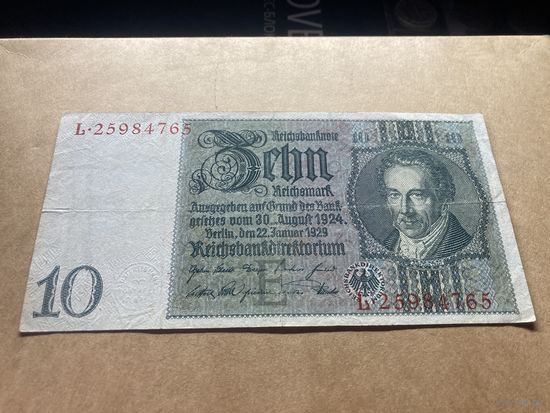 L·25984765
Reichsbanknote
Zehn
Reichsmark
Ausgegeben auf Grund des Bank
gesetzes vom 30. August 1924.
Berlin, den 22. Januar 1929
Reichsbankdirektorium
E
10
L·25984765